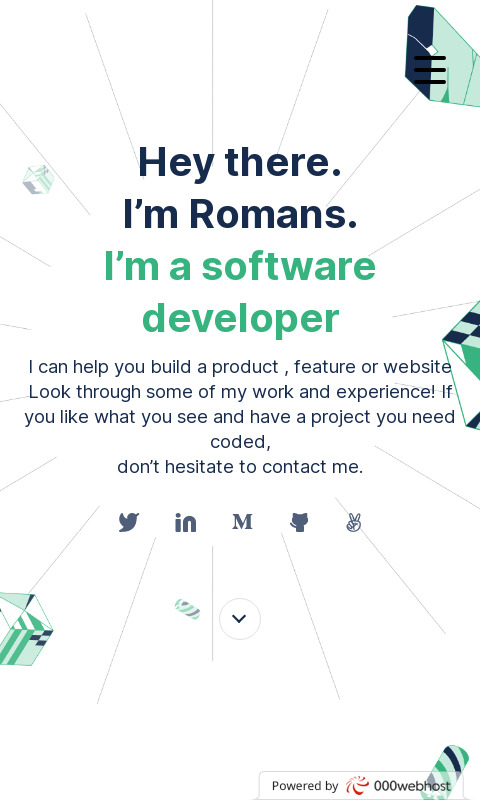 Hey there.
I’m Romans.
I’m a software
developer
I can help you build a product , feature or website
Look through some of my work and experience! If
you like what you see and have a project you need
coded,
don’t hesitate to contact me.
Powered by 000webhost